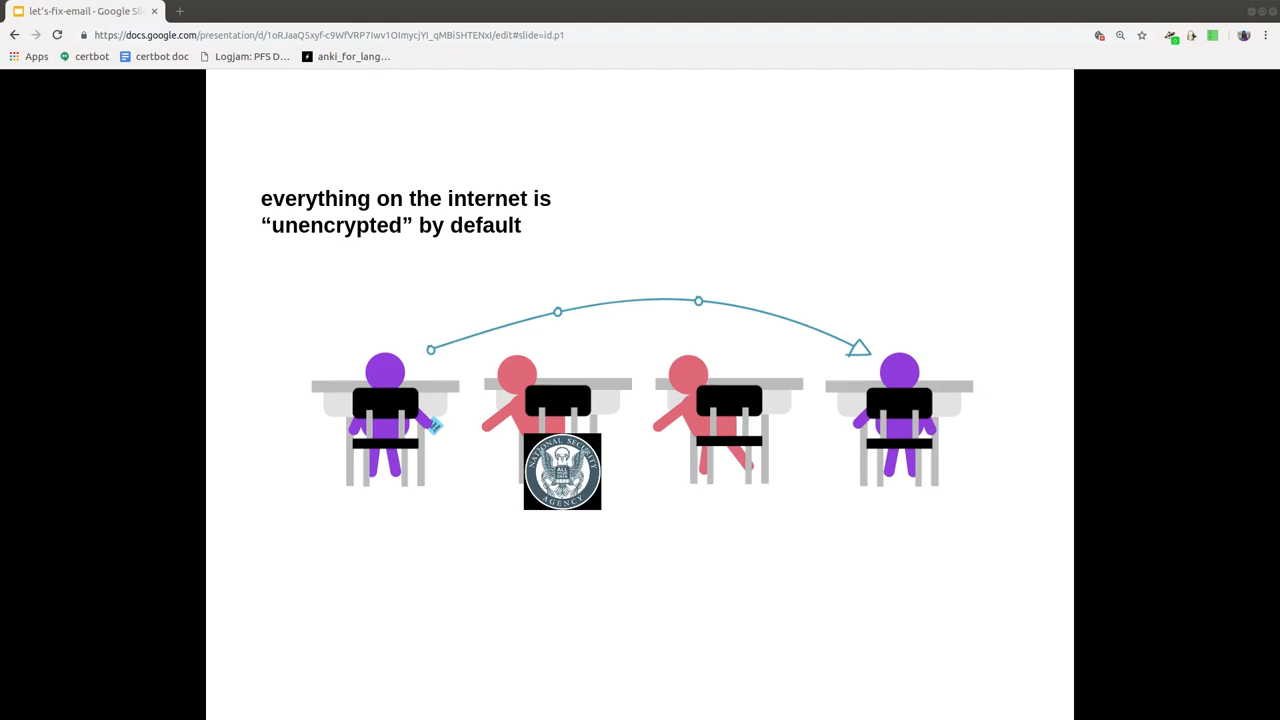 let's-fix-email - Google Sli
https://docs.google.com/presentation/d/1oRJaaQSxyf-c9WfVRP7Iwv1OImycjYI_qMBi5HTENxI/edit#slide=id.p1
Apps
certbot
certbot doc
Logjam: PFS D...
anki_for_lang...
everything on the internet is
“unencrypted” by default
NATIONAL SECURITY
AGENCY